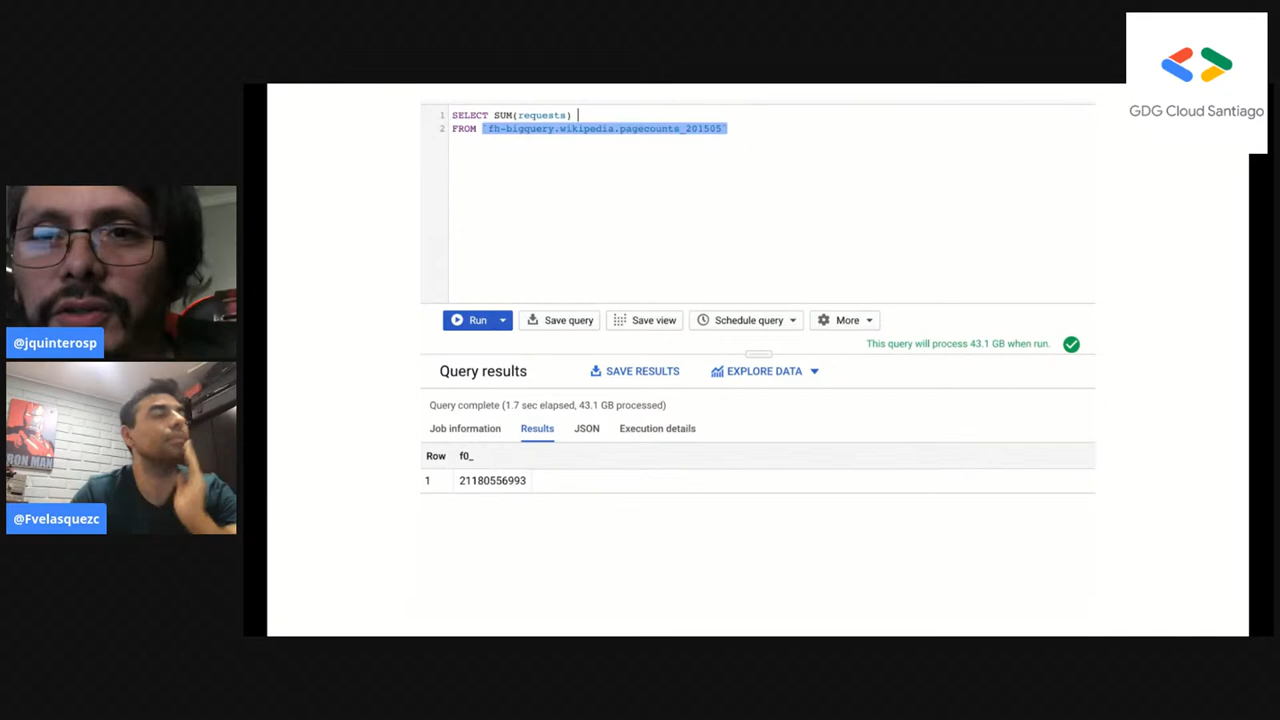 GDG Cloud Santiago
1 SELECT SUM(requests)
2 FROM `fh-bigquery.wikipedia.pagecounts_201505`
Run Save query Save view Schedule query More
This query will process 43.1 GB when run.
Query results SAVE RESULTS EXPLORE DATA
Query complete (1.7 sec elapsed, 43.1 GB processed)
Job information Results JSON Execution details
Row f0_
1 21180556993
@jquinterosp
IRON MAN
@Fvelasquezc